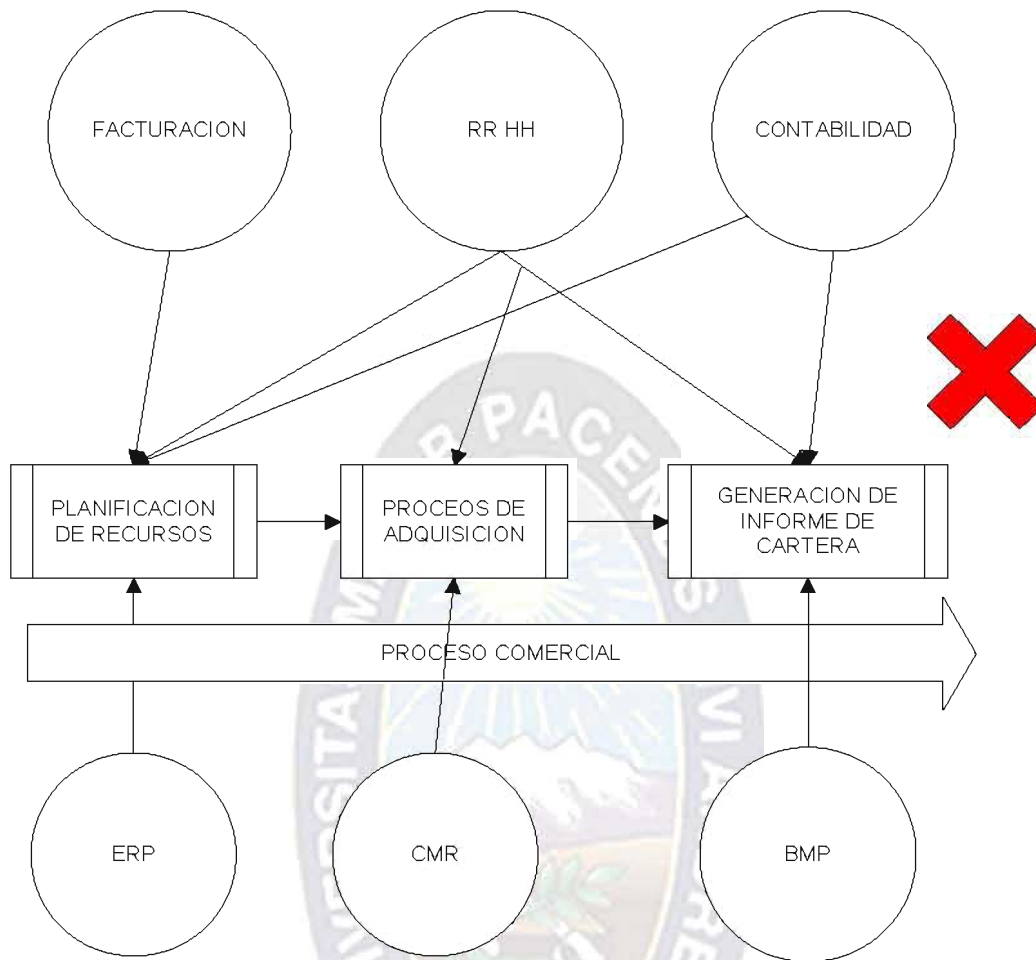 FACTURACION
RR HH
CONTABILIDAD
PLANIFICACION
DE RECURSOS
PROCEOS DE
ADQUISICION
GENERACION DE
INFORME DE
CARTERA
PROCESO COMERCIAL
ERP
CMR
BMP